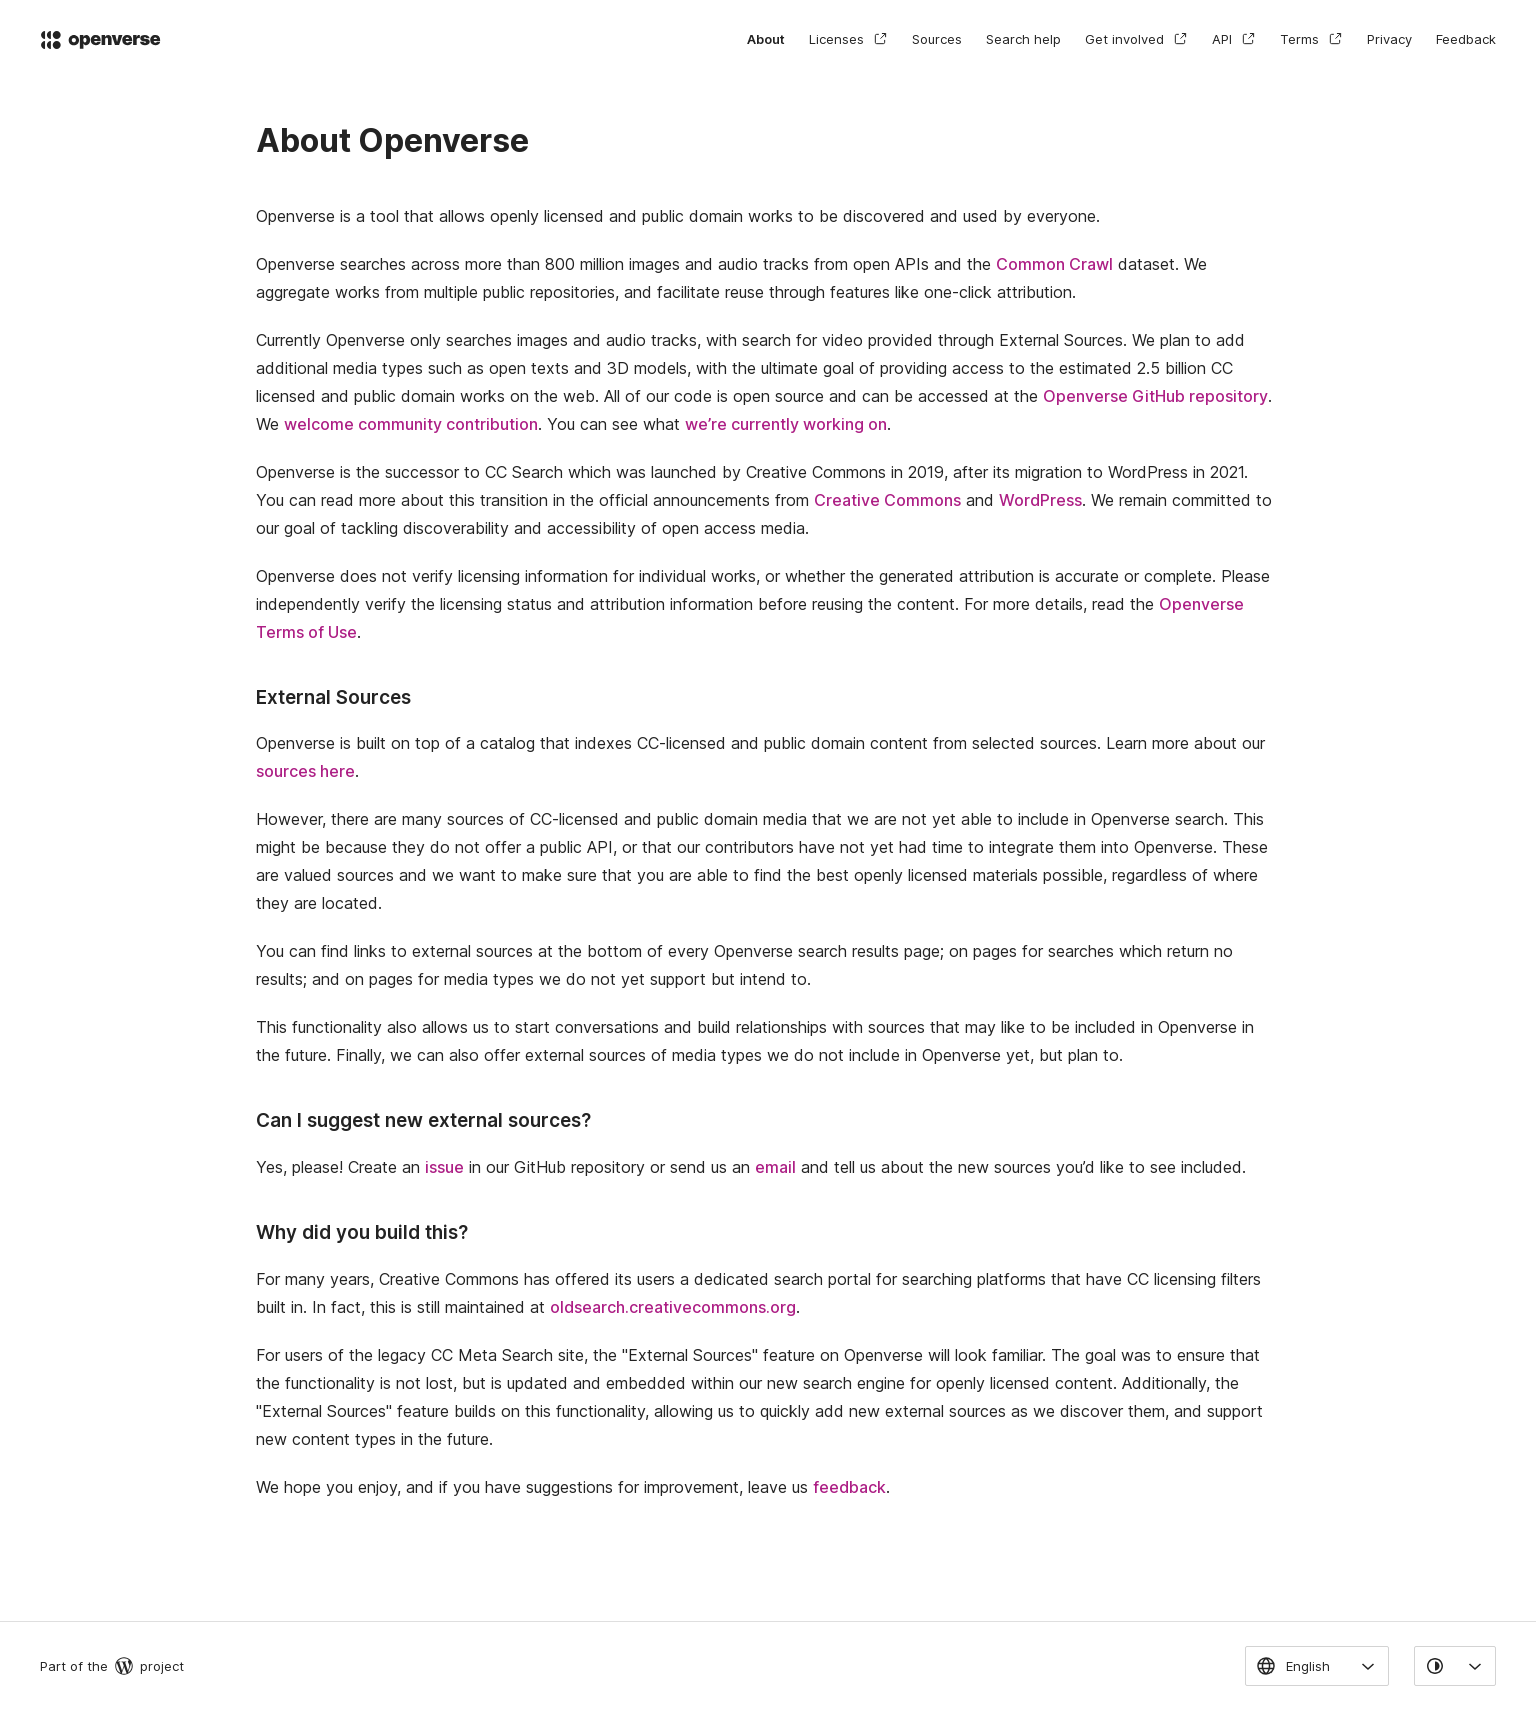 openverse
About Licenses Sources Search help Get involved API Terms Privacy Feedback
About Openverse
Openverse is a tool that allows openly licensed and public domain works to be discovered and used by everyone.
Openverse searches across more than 800 million images and audio tracks from open APIs and the Common Crawl dataset. We
aggregate works from multiple public repositories, and facilitate reuse through features like one-click attribution.
Currently Openverse only searches images and audio tracks, with search for video provided through External Sources. We plan to add
additional media types such as open texts and 3D models, with the ultimate goal of providing access to the estimated 2.5 billion CC
licensed and public domain works on the web. All of our code is open source and can be accessed at the Openverse GitHub repository.
We welcome community contribution. You can see what we’re currently working on.
Openverse is the successor to CC Search which was launched by Creative Commons in 2019, after its migration to WordPress in 2021.
You can read more about this transition in the official announcements from Creative Commons and WordPress. We remain committed to
our goal of tackling discoverability and accessibility of open access media.
Openverse does not verify licensing information for individual works, or whether the generated attribution is accurate or complete. Please
independently verify the licensing status and attribution information before reusing the content. For more details, read the Openverse
Terms of Use.
External Sources
Openverse is built on top of a catalog that indexes CC-licensed and public domain content from selected sources. Learn more about our
sources here.
However, there are many sources of CC-licensed and public domain media that we are not yet able to include in Openverse search. This
might be because they do not offer a public API, or that our contributors have not yet had time to integrate them into Openverse. These
are valued sources and we want to make sure that you are able to find the best openly licensed materials possible, regardless of where
they are located.
You can find links to external sources at the bottom of every Openverse search results page; on pages for searches which return no
results; and on pages for media types we do not yet support but intend to.
This functionality also allows us to start conversations and build relationships with sources that may like to be included in Openverse in
the future. Finally, we can also offer external sources of media types we do not include in Openverse yet, but plan to.
Can I suggest new external sources?
Yes, please! Create an issue in our GitHub repository or send us an email and tell us about the new sources you’d like to see included.
Why did you build this?
For many years, Creative Commons has offered its users a dedicated search portal for searching platforms that have CC licensing filters
built in. In fact, this is still maintained at oldsearch.creativecommons.org.
For users of the legacy CC Meta Search site, the "External Sources" feature on Openverse will look familiar. The goal was to ensure that
the functionality is not lost, but is updated and embedded within our new search engine for openly licensed content. Additionally, the
"External Sources" feature builds on this functionality, allowing us to quickly add new external sources as we discover them, and support
new content types in the future.
We hope you enjoy, and if you have suggestions for improvement, leave us feedback.
Part of the project
English